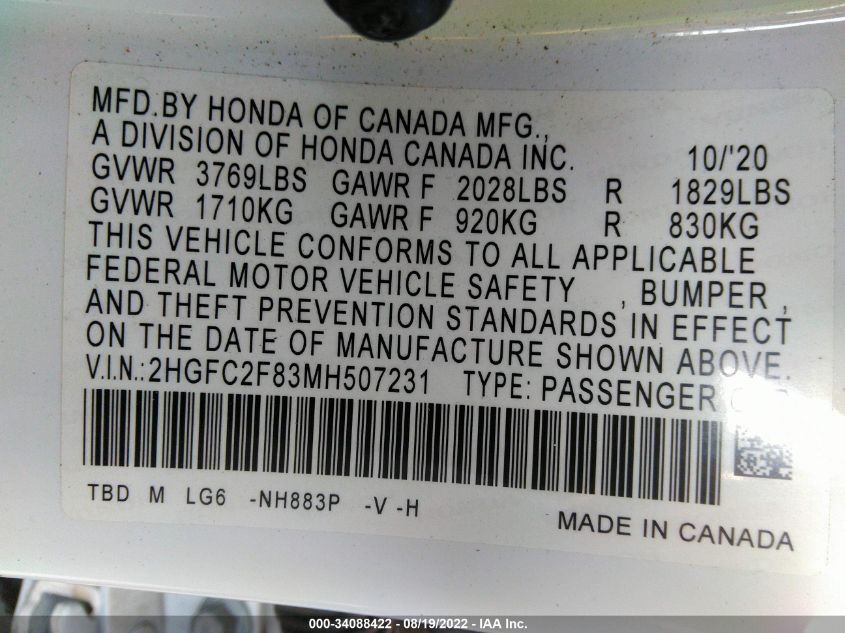 MFD.BY HONDA OF CANADA MFG.,
A DIVISION OF HONDA CANADA INC. 10/'20
GVWR 3769LBS GAWR F 2028LBS R 1829LBS
GVWR 1710KG GAWR F 920KG R 830KG
THIS VEHICLE CONFORMS TO ALL APPLICABLE
FEDERAL MOTOR VEHICLE SAFETY , BUMPER ,
AND THEFT PREVENTION STANDARDS IN EFFECT
ON THE DATE OF MANUFACTURE SHOWN ABOVE.
V.I.N.:2HGFC2F83MH507231 TYPE: PASSENGER
TBD M LG6 -NH883P -V -H
MADE IN CANADA
000-34088422 - 08/19/2022 - IAA Inc.